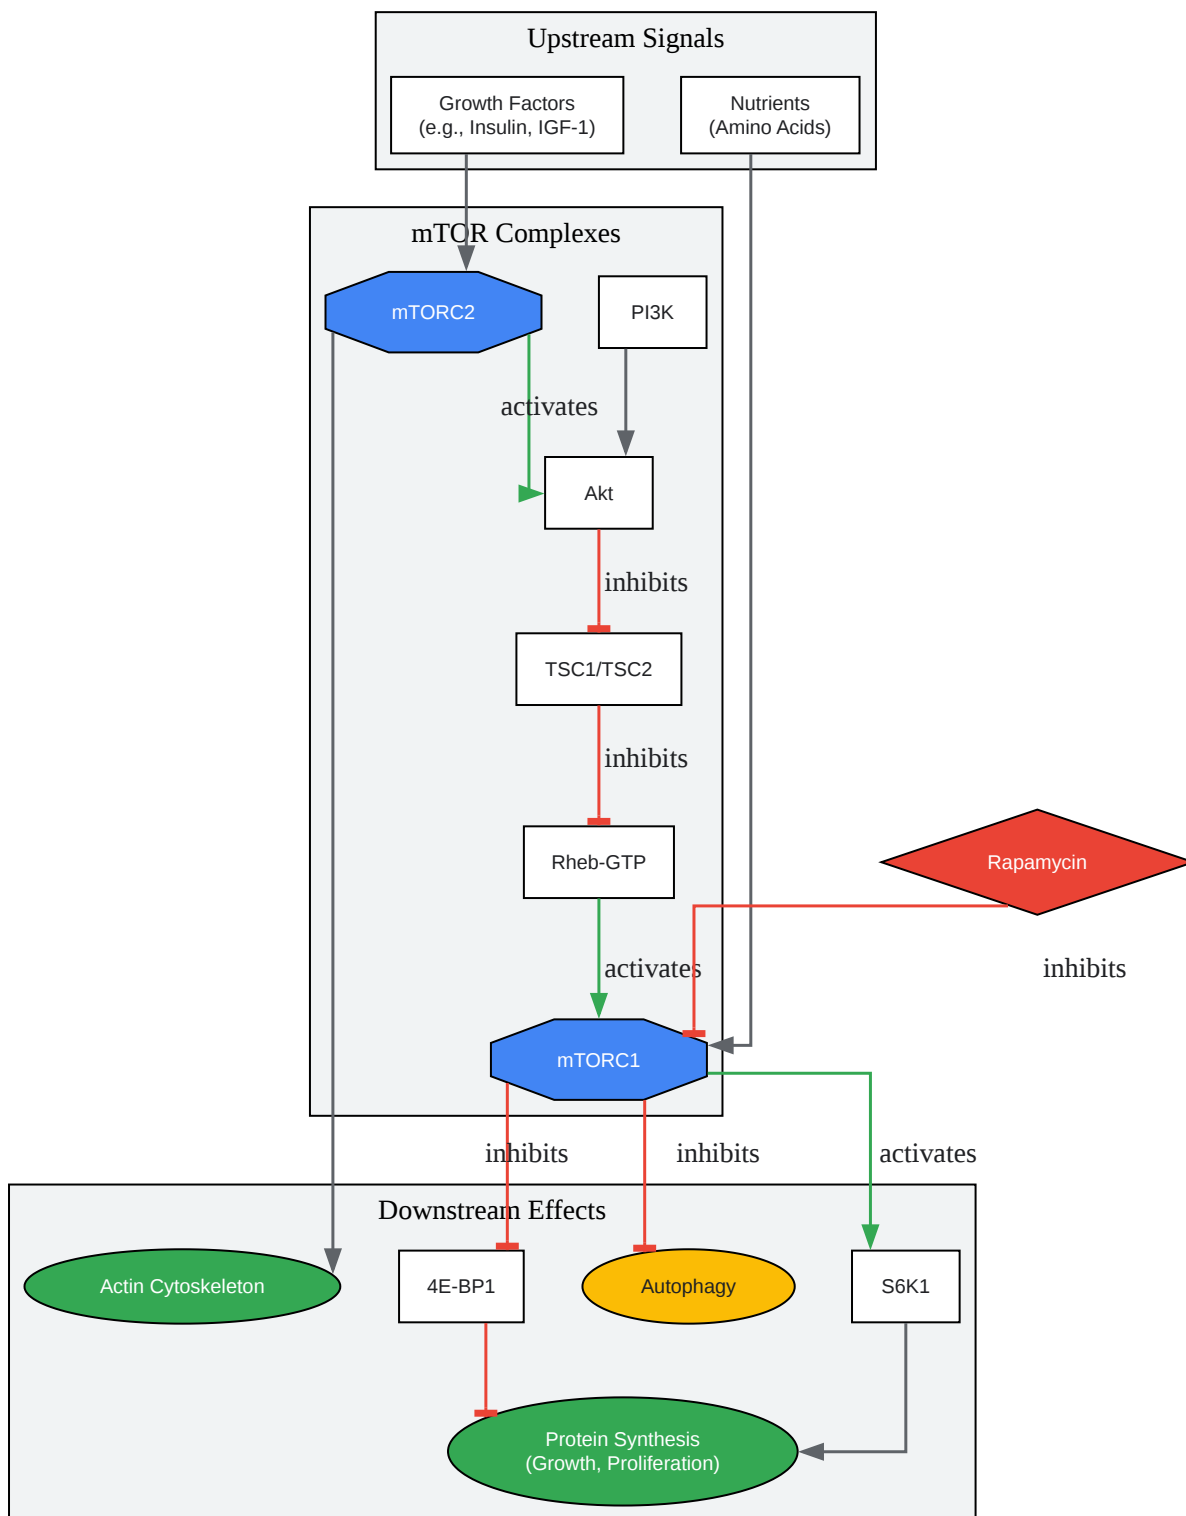 Upstream Signals
Growth Factors
(e.g., Insulin, IGF-1)
Nutrients
(Amino Acids)
mTOR Complexes
mTORC2
PI3K
activates
Akt
inhibits
TSC1/TSC2
inhibits
Rheb-GTP
Rapamycin
activates
inhibits
mTORC1
inhibits
inhibits
activates
Downstream Effects
Actin Cytoskeleton
4E-BP1
Autophagy
S6K1
Protein Synthesis
(Growth, Proliferation)